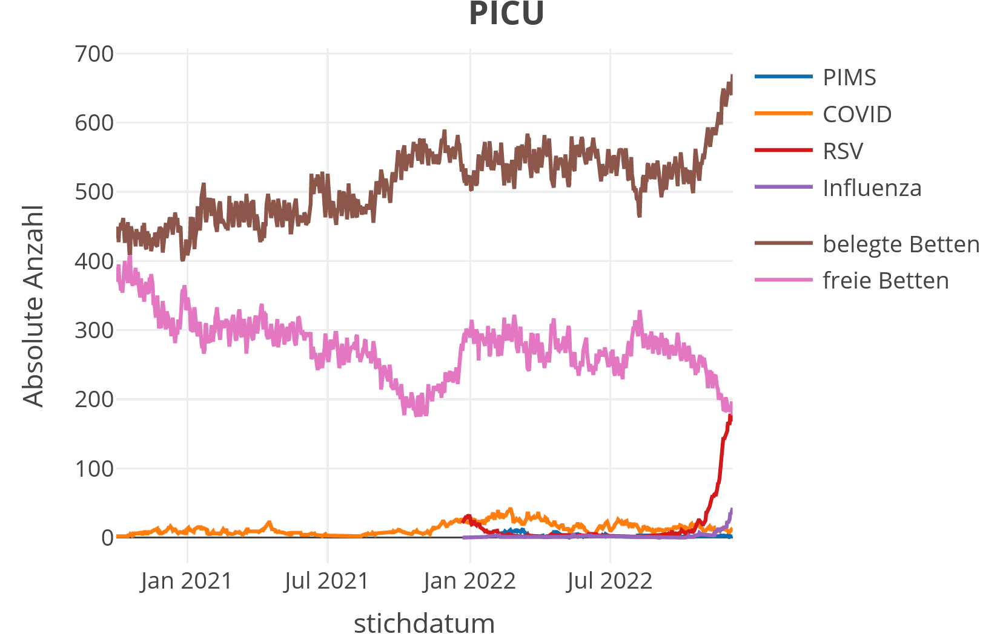 PICU
Absolute Anzahl
700
600
500
400
300
200
100
0
Jan 2021
Jul 2021
Jan 2022
Jul 2022
stichdatum
PIMS
COVID
RSV
Influenza
belegte Betten
freie Betten